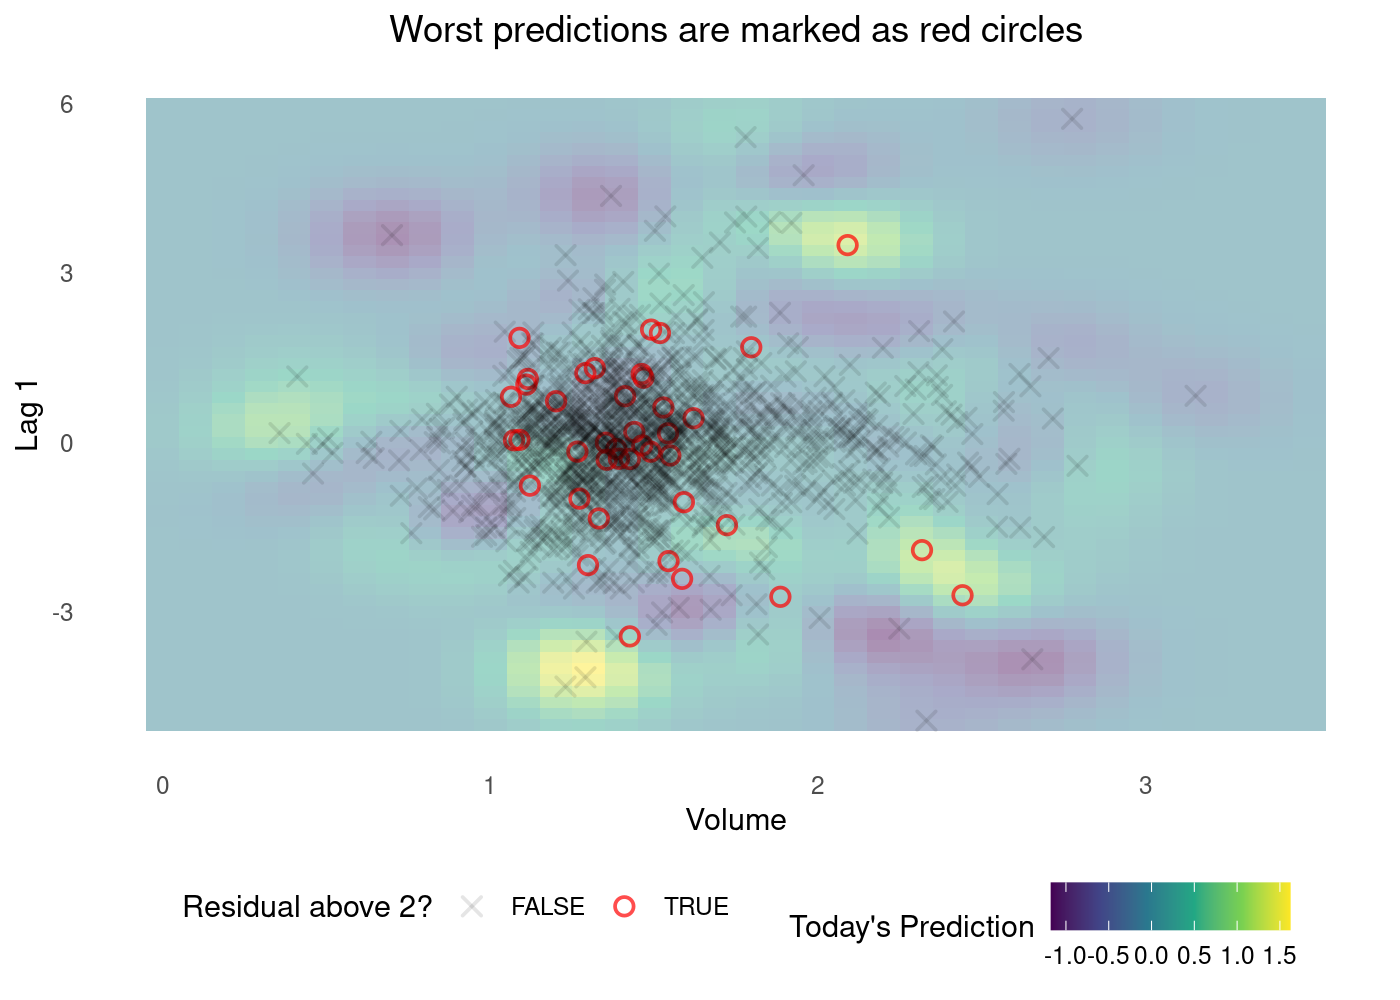 Worst predictions are marked as red circles
6
3
0
-3
Lag 1
0 1 2 3
Volume
Residual above 2? FALSE TRUE
Today's Prediction
-1.0 -0.5 0.0 0.5 1.0 1.5